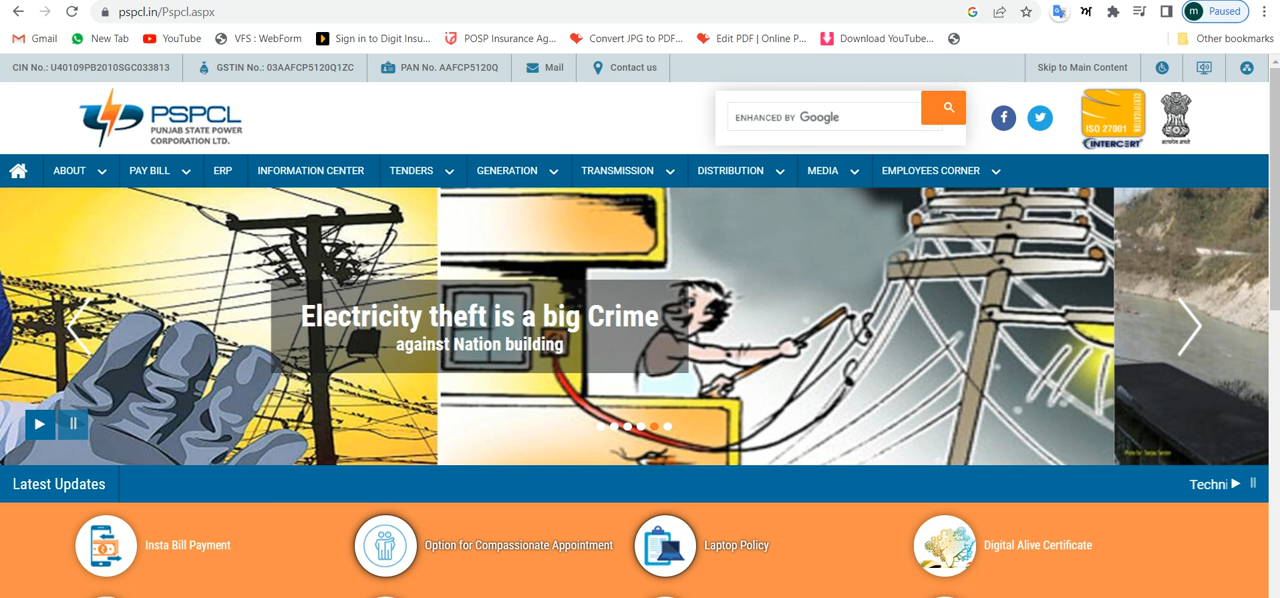 pspcl.in/Pspcl.aspx
m Paused
Gmail New Tab YouTube VFS : WebForm Sign in to Digit Insu... POSP Insurance Ag... Convert JPG to PDF... Edit PDF | Online P... Download YouTube... Other bookmarks
CIN No.: U40109PB2010SGC033813 GSTIN No.: 03AAFCP5120Q1ZC PAN No. AAFCP5120Q Mail Contact us Skip to Main Content
PSPCL
PUNJAB STATE POWER
CORPORATION LTD.
ENHANCED BY Google
ISO 27001
CERTIFICATION
INTERCERT
सत्यमेव जयते
ABOUT PAY BILL ERP INFORMATION CENTER TENDERS GENERATION TRANSMISSION DISTRIBUTION MEDIA EMPLOYEES CORNER
Electricity theft is a big Crime
against Nation building
Latest Updates Techni
Insta Bill Payment Option for Compassionate Appointment Laptop Policy Digital Alive Certificate